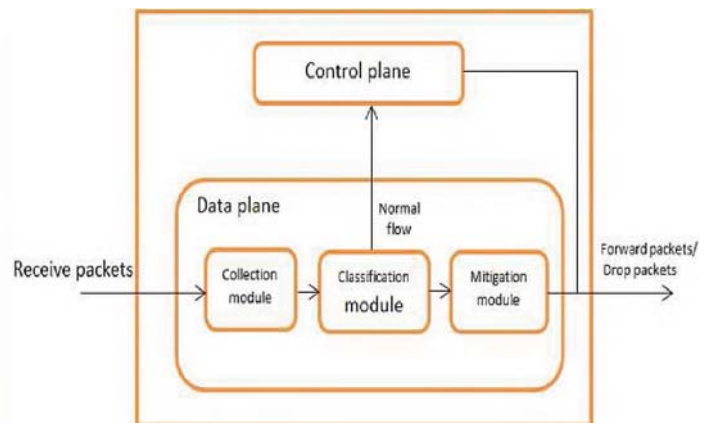 Control plane
Data plane
Normal
flow
Receive packets
Collection
module
Classification
module
Mitigation
module
Forward packets/
Drop packets